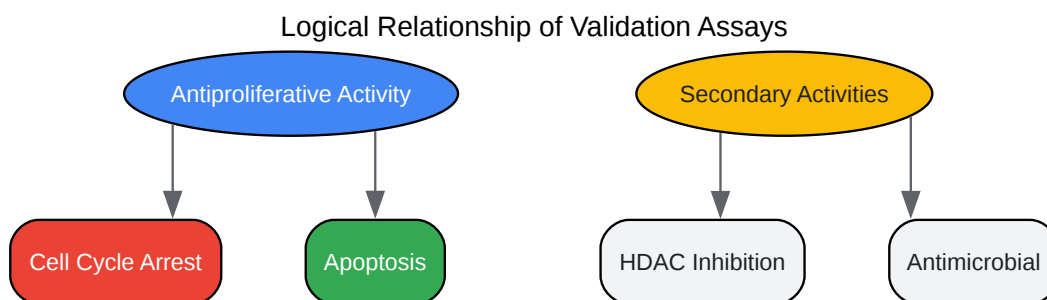 Logical Relationship of Validation Assays
Antiproliferative Activity
Secondary Activities
Cell Cycle Arrest
Apoptosis
HDAC Inhibition
Antimicrobial